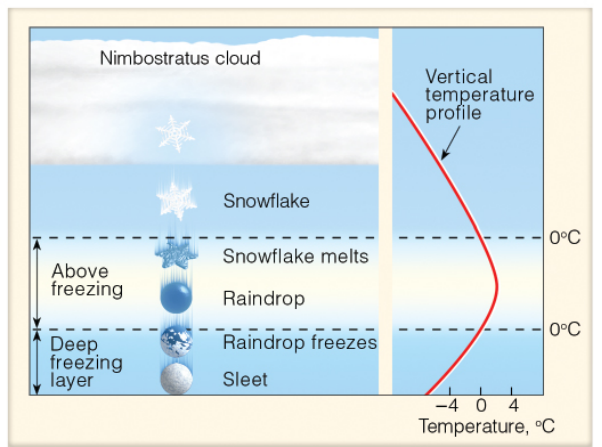 Nimbostratus cloud
Vertical
temperature
profile
Snowflake
0°C
Snowflake melts
Above
freezing
Raindrop
0°C
Deep
freezing
layer
Raindrop freezes
Sleet
–4 0 4
Temperature, °C